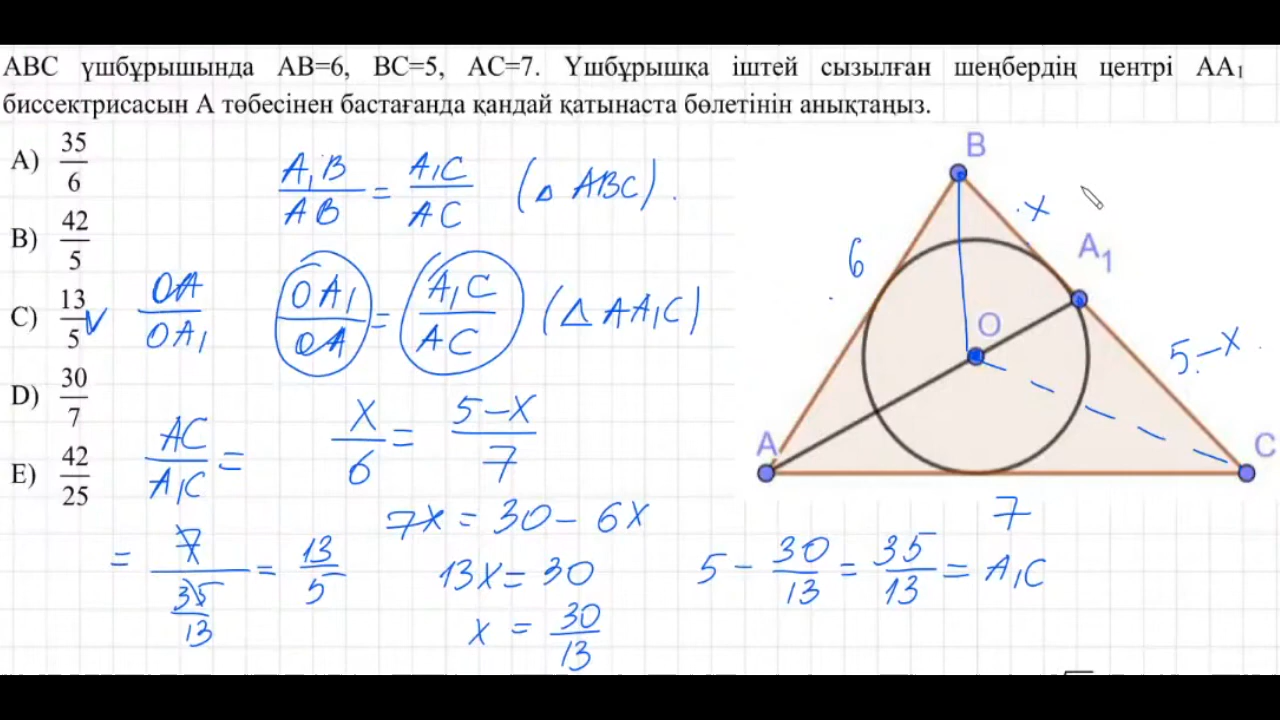 ABC үшбұрышында AB=6, BC=5, AC=7. Үшбұрышқа іштей сызылған шеңбердің центрі AA₁
биссектрисасын A төбесінен бастағанда қандай қатынаста бөлетінін анықтаңыз.
A) 35/6
B) 42/5
C) 13/5 ✓
D) 30/7
E) 42/25
A₁B/AB = A₁C/AC (△ ABC).
OA/OA₁
OA₁/OA = A₁C/AC (△ AA₁C)
AC/A₁C =
= 7/(35/13) = 13/5
x/6 = (5-x)/7
7x = 30 - 6x
13x = 30
x = 30/13
5 - 30/13 = 35/13 = A₁C
B
x
A₁
6
O
5-x
A
C
7